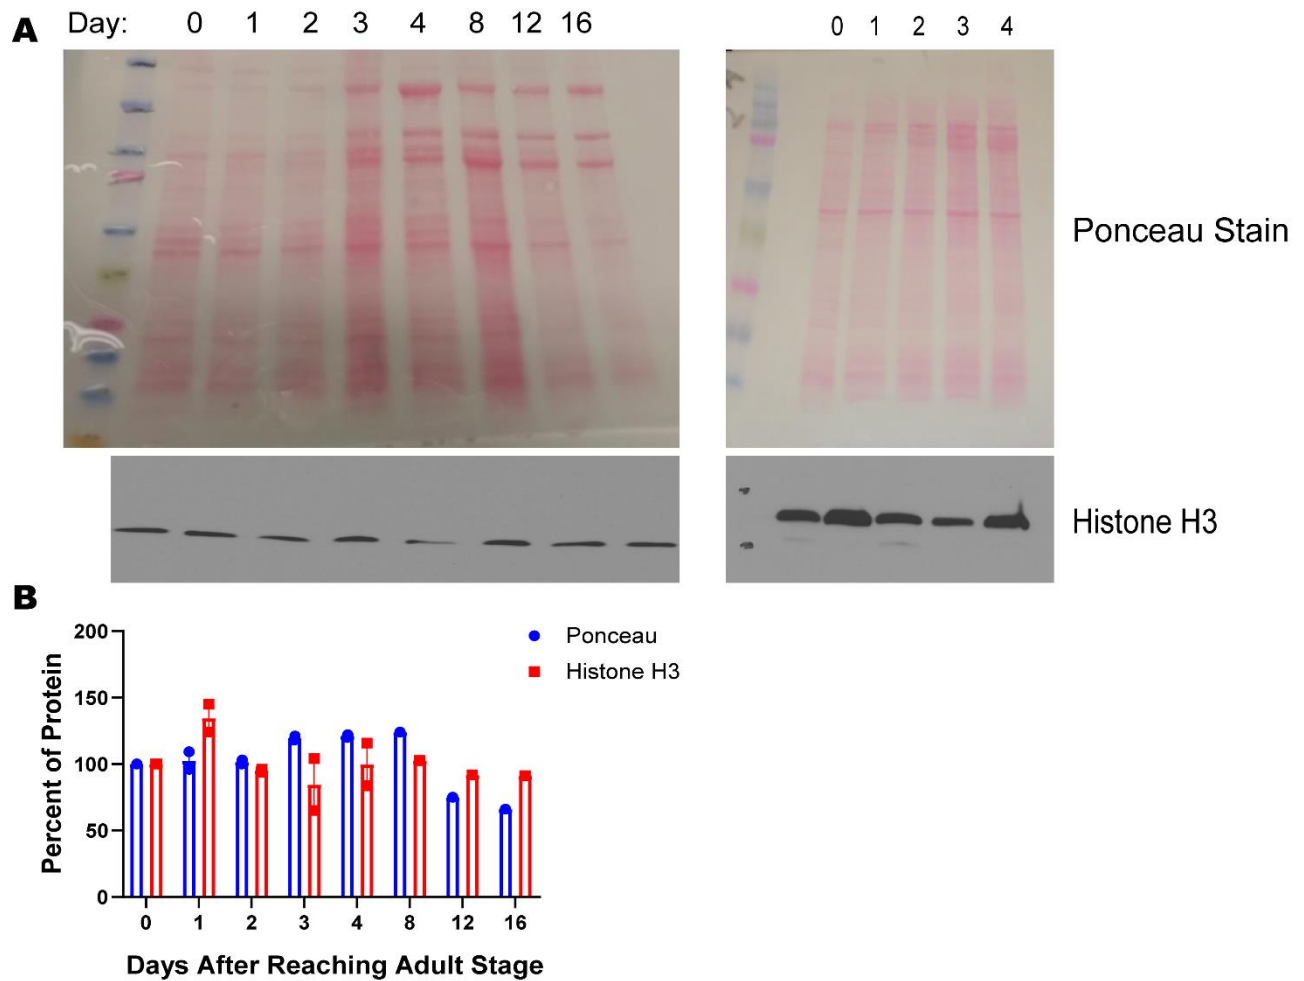 A
Day: 0 1 2 3 4 8 12 16
0 1 2 3 4
Ponceau Stain
Histone H3
B
200
150
100
50
0
Percent of Protein
Ponceau
Histone H3
0 1 2 3 4 8 12 16
Days After Reaching Adult Stage